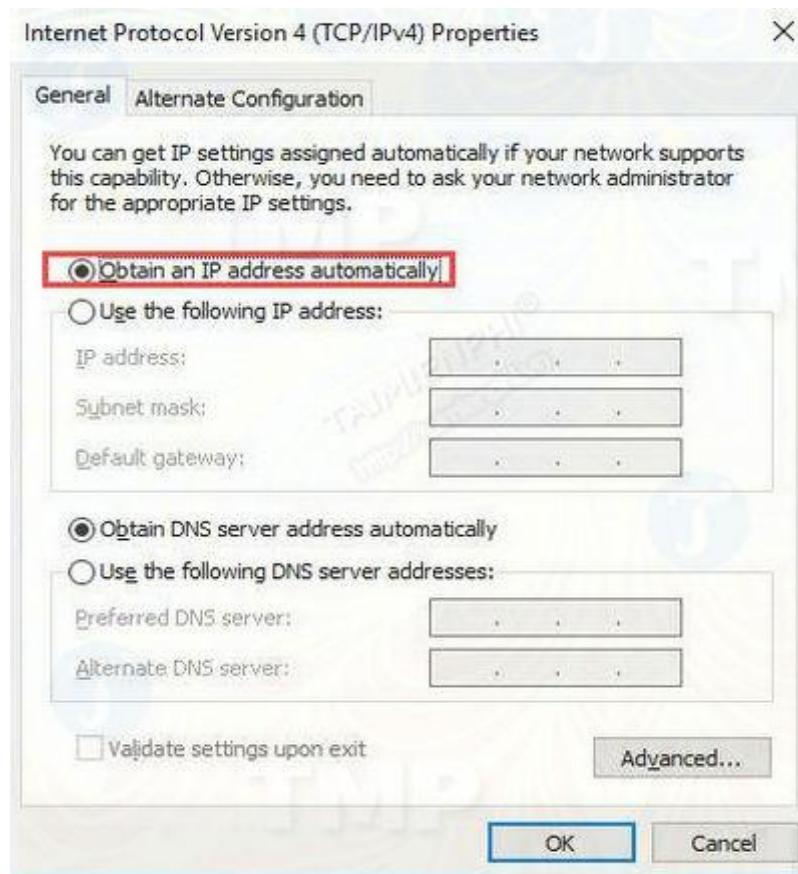 Internet Protocol Version 4 (TCP/IPv4) Properties
General
Alternate Configuration
You can get IP settings assigned automatically if your network supports
this capability. Otherwise, you need to ask your network administrator
for the appropriate IP settings.
Obtain an IP address automatically
Use the following IP address:
IP address:
Subnet mask:
Default gateway:
Obtain DNS server address automatically
Use the following DNS server addresses:
Preferred DNS server:
Alternate DNS server:
Validate settings upon exit
Advanced...
OK
Cancel
TMP
TMP